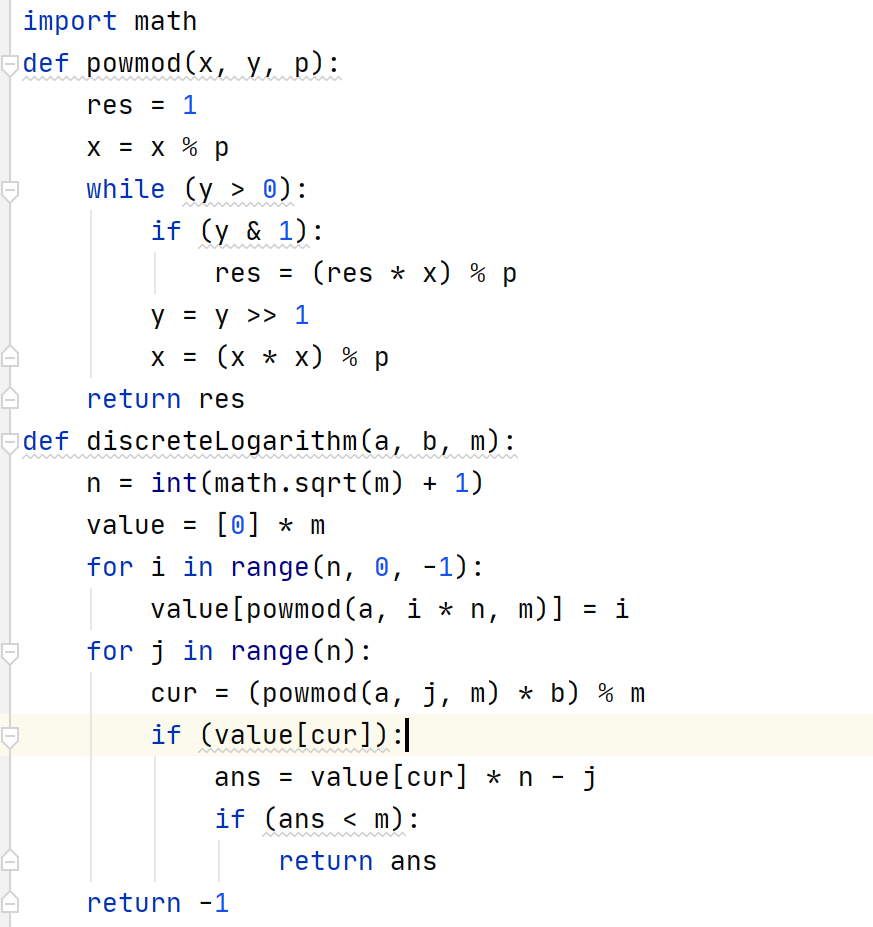 import math
def powmod(x, y, p):
    res = 1
    x = x % p
    while (y > 0):
        if (y & 1):
            res = (res * x) % p
        y = y >> 1
        x = (x * x) % p
    return res
def discreteLogarithm(a, b, m):
    n = int(math.sqrt(m) + 1)
    value = [0] * m
    for i in range(n, 0, -1):
        value[powmod(a, i * n, m)] = i
    for j in range(n):
        cur = (powmod(a, j, m) * b) % m
        if (value[cur]):
            ans = value[cur] * n - j
            if (ans < m):
                return ans
    return -1